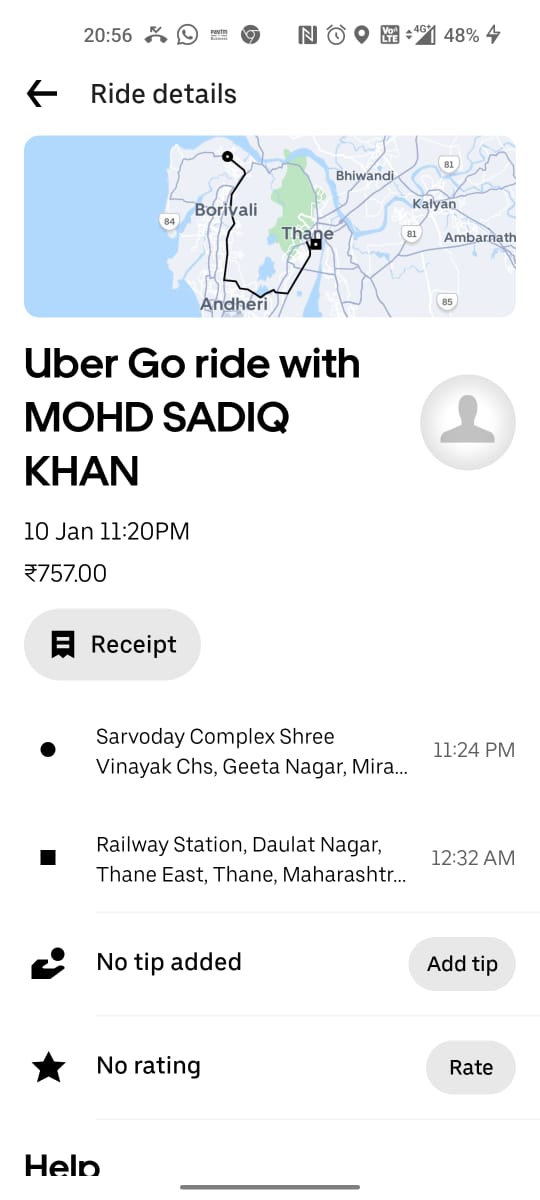 20:56
Paytm Business
Vo)) LTE
4G+
48%
Ride details
81
Bhiwandi
Borivali
Kalyan
84
Thane
81
Ambarnath
Andheri
85
Uber Go ride with
MOHD SADIQ
KHAN
10 Jan 11:20PM
₹757.00
Receipt
Sarvoday Complex Shree
Vinayak Chs, Geeta Nagar, Mira...
11:24 PM
Railway Station, Daulat Nagar,
Thane East, Thane, Maharashtr...
12:32 AM
No tip added
Add tip
No rating
Rate
Help